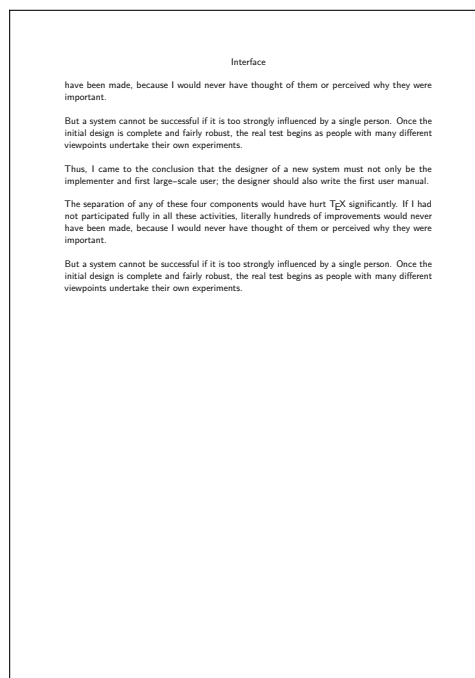 Interface
have been made, because I would never have thought of them or perceived why they were
important.
But a system cannot be successful if it is too strongly influenced by a single person. Once the
initial design is complete and fairly robust, the real test begins as people with many different
viewpoints undertake their own experiments.
Thus, I came to the conclusion that the designer of a new system must not only be the
implementer and first large–scale user; the designer should also write the first user manual.
The separation of any of these four components would have hurt TEX significantly. If I had
not participated fully in all these activities, literally hundreds of improvements would never
have been made, because I would never have thought of them or perceived why they were
important.
But a system cannot be successful if it is too strongly influenced by a single person. Once the
initial design is complete and fairly robust, the real test begins as people with many different
viewpoints undertake their own experiments.